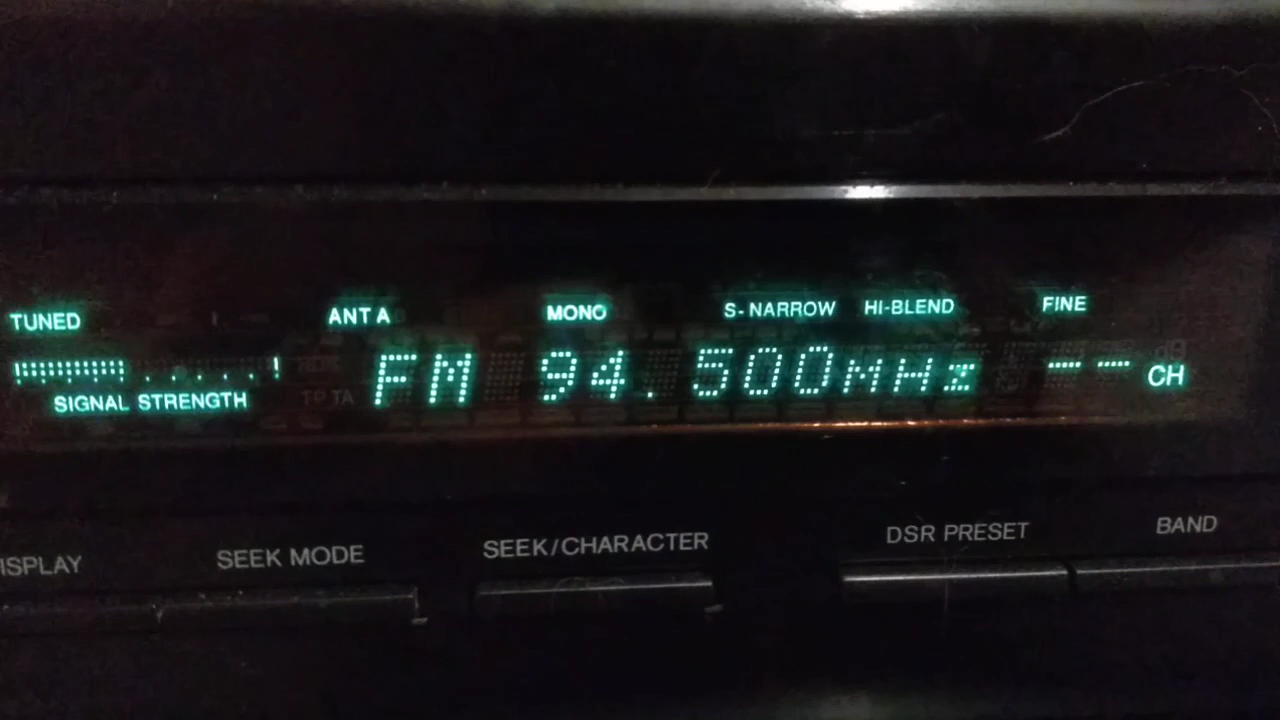 TUNED ANT A MONO S-NARROW HI-BLEND FINE
FM 94.500MHz -- CH
SIGNAL STRENGTH TP TA
ISPLAY SEEK MODE SEEK/CHARACTER DSR PRESET BAND